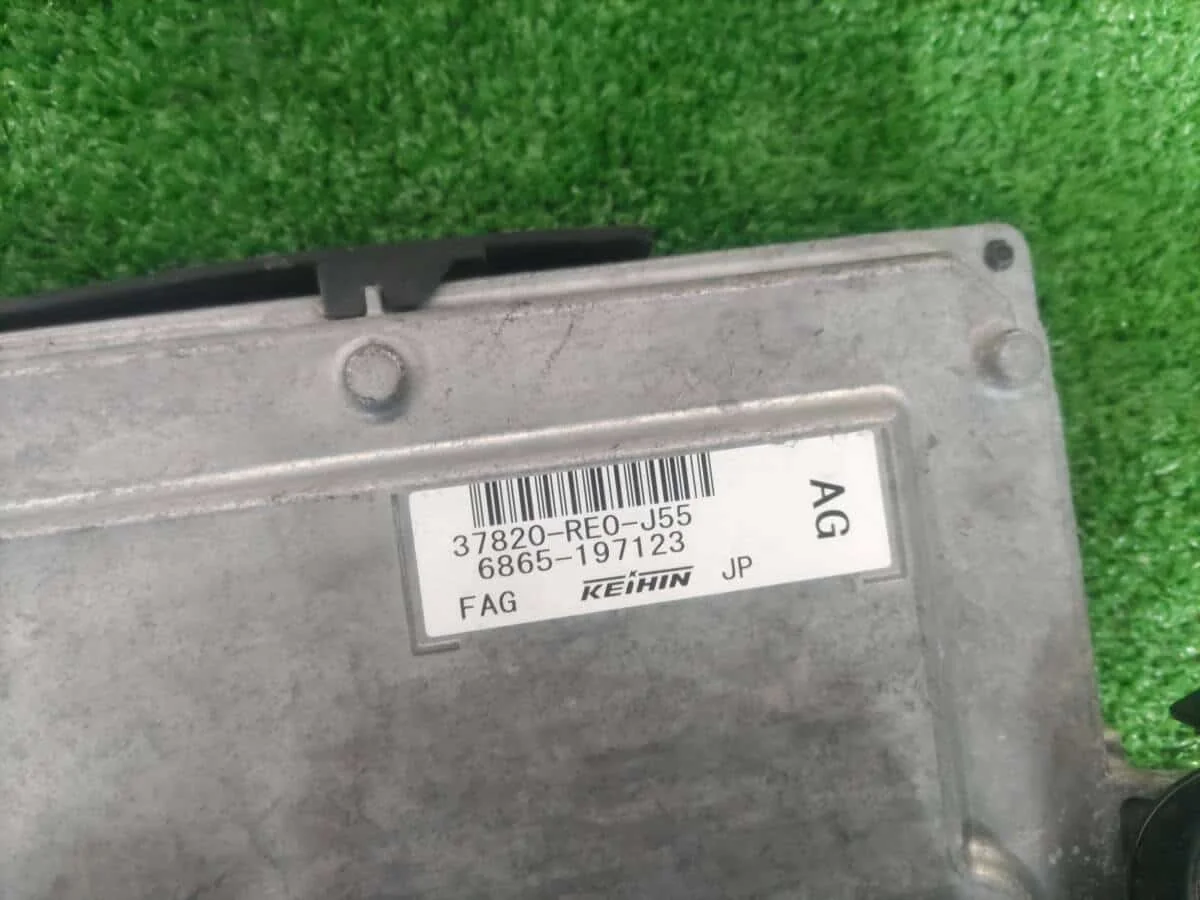 37820-RE0-J55
6865-197123
FAG KEIHIN JP
AG